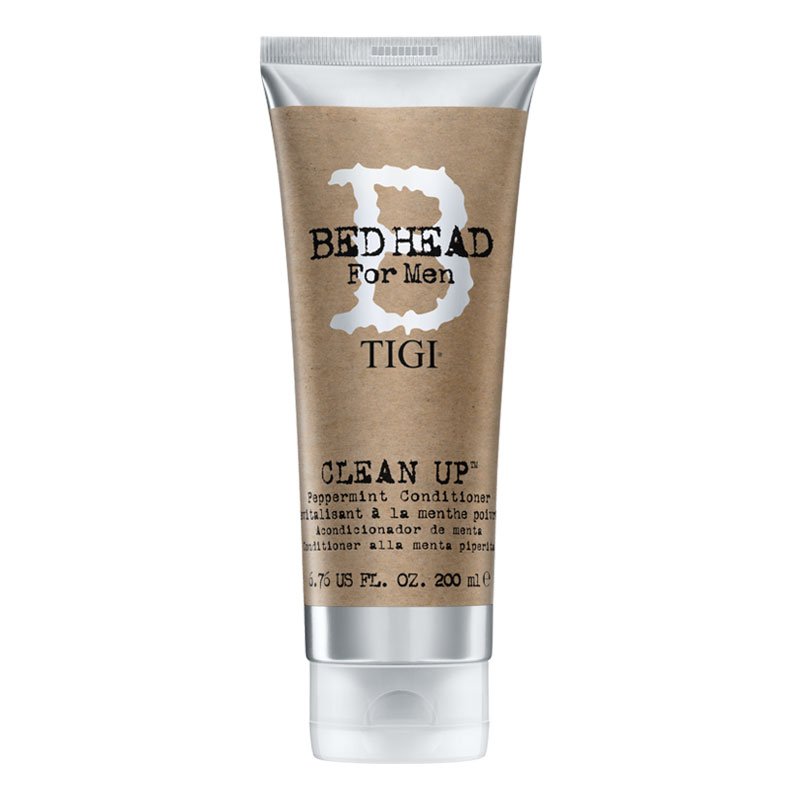 B
BED HEAD
For Men
TIGI®
CLEAN UP™
Peppermint Conditioner
à la menthe
Acondicionador de menta
Conditioner alla menta
6.76 US FL. OZ. 200 ml ℮